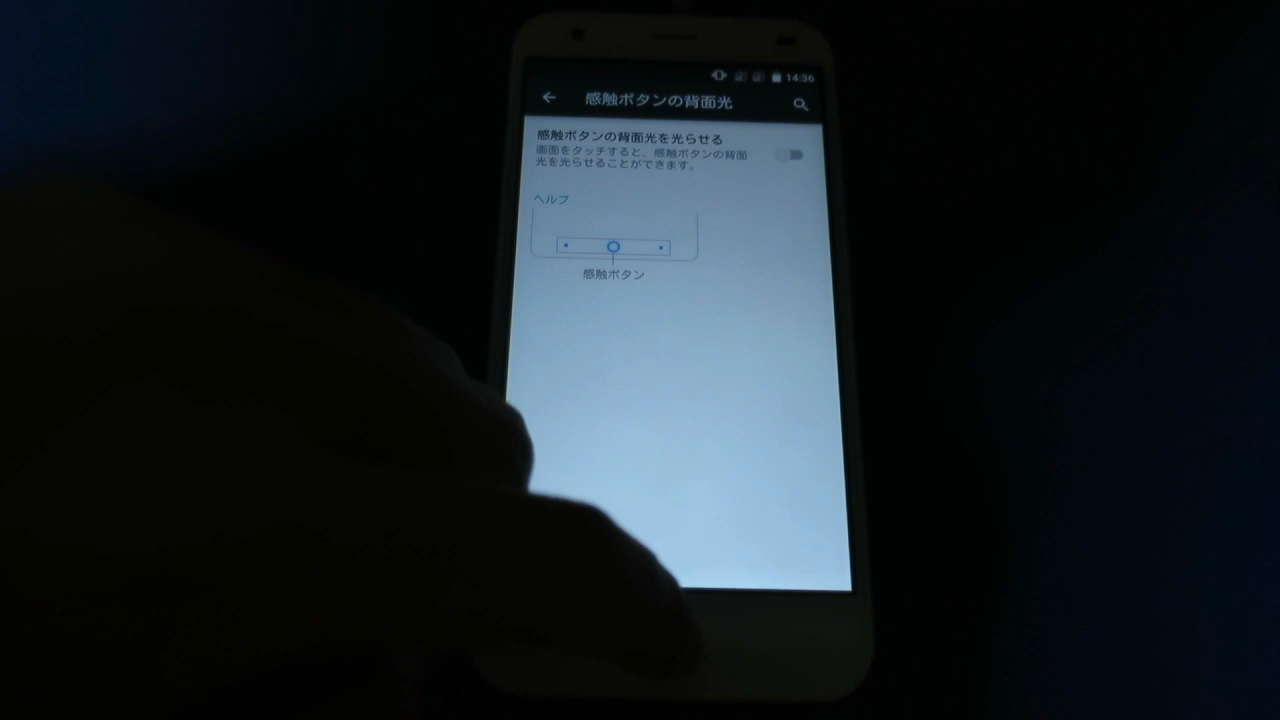 14:36
感触ボタンの背面光
感触ボタンの背面光を光らせる
画面をタッチすると、感触ボタンの背面
光を光らせることができます。
ヘルプ
感触ボタン